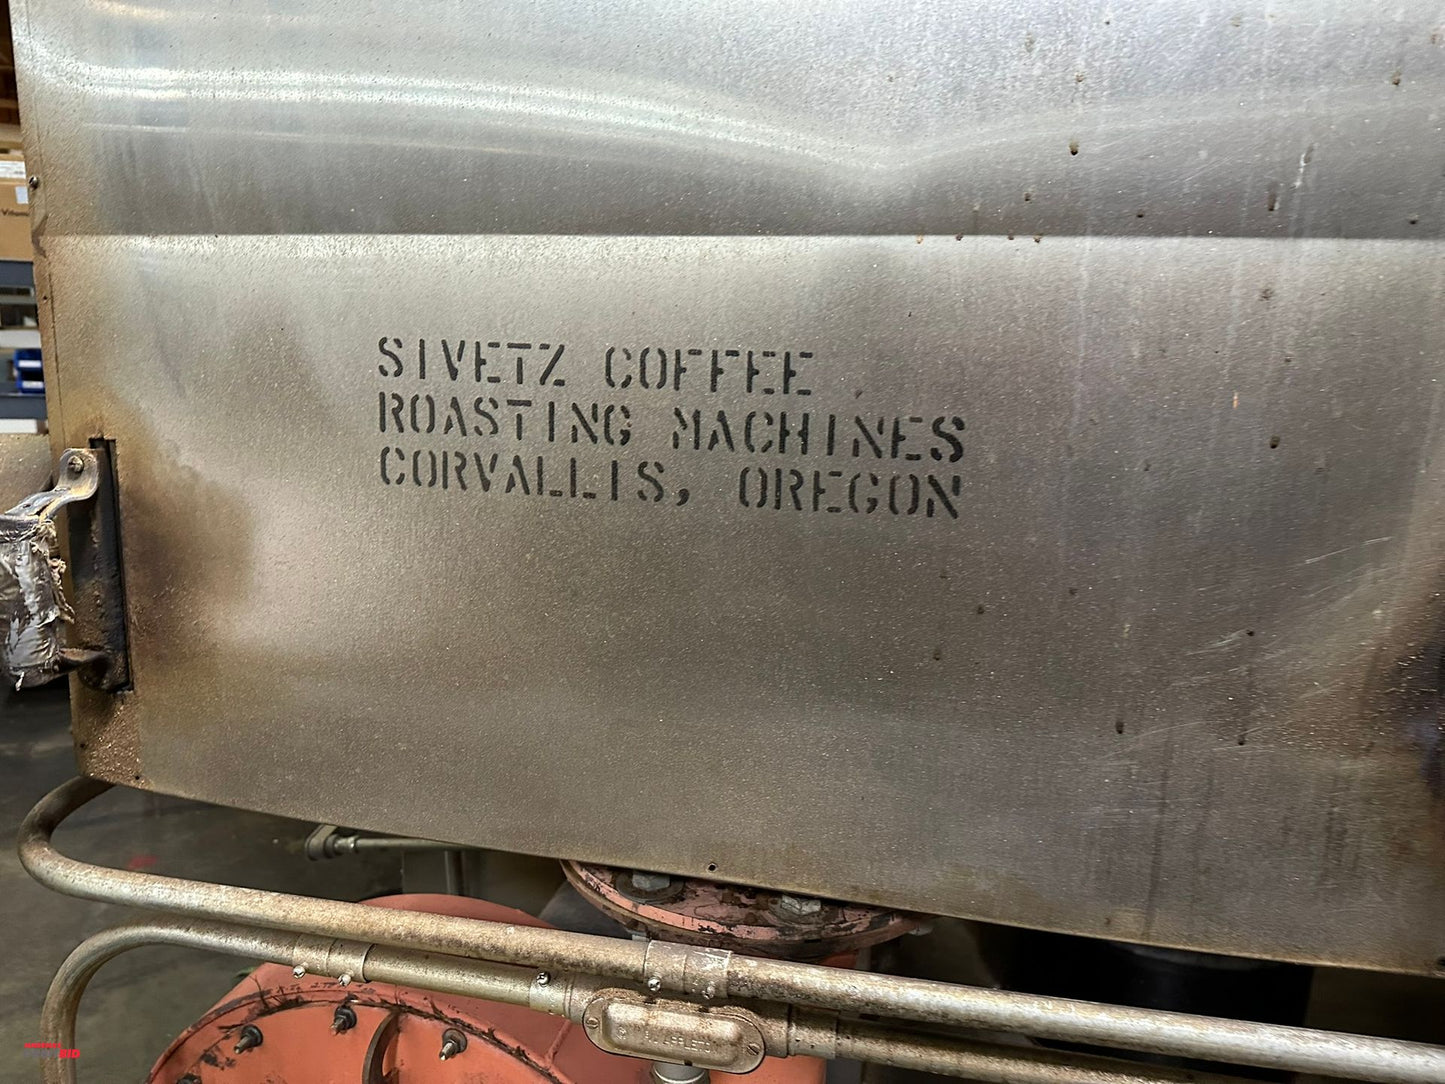 SIVETZ COFFEE
ROASTING MACHINES
CORVALLIS, OREGON